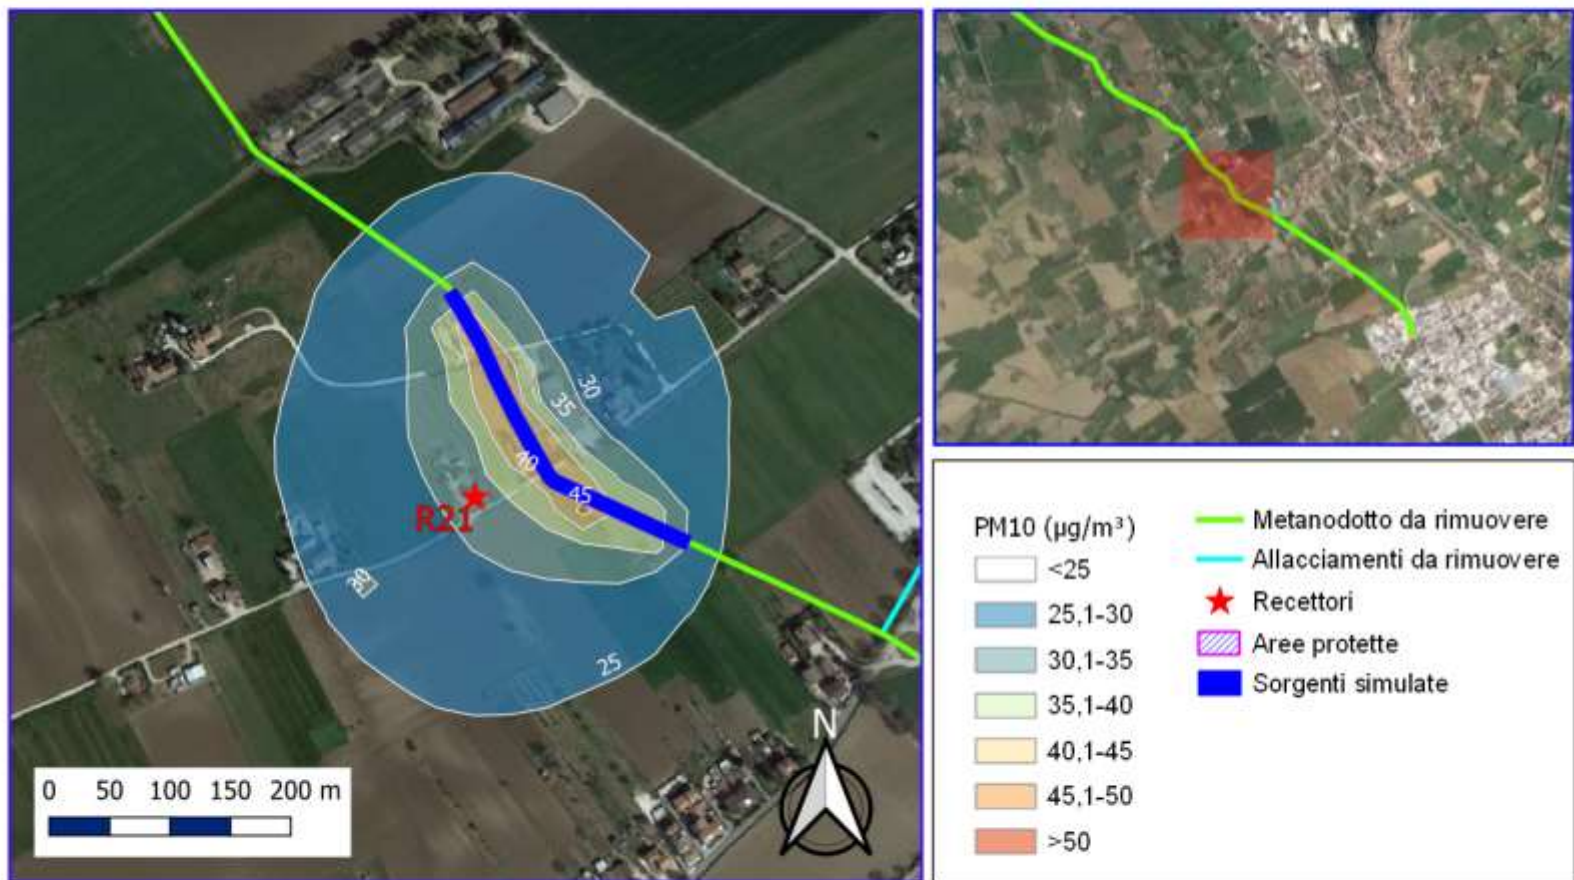 30
35
40
45
R21
30
25
N
0 50 100 150 200 m
PM10 (µg/m³)
<25
25,1-30
30,1-35
35,1-40
40,1-45
45,1-50
>50
Metanodotto da rimuovere
Allacciamenti da rimuovere
Recettori
Aree protette
Sorgenti simulate